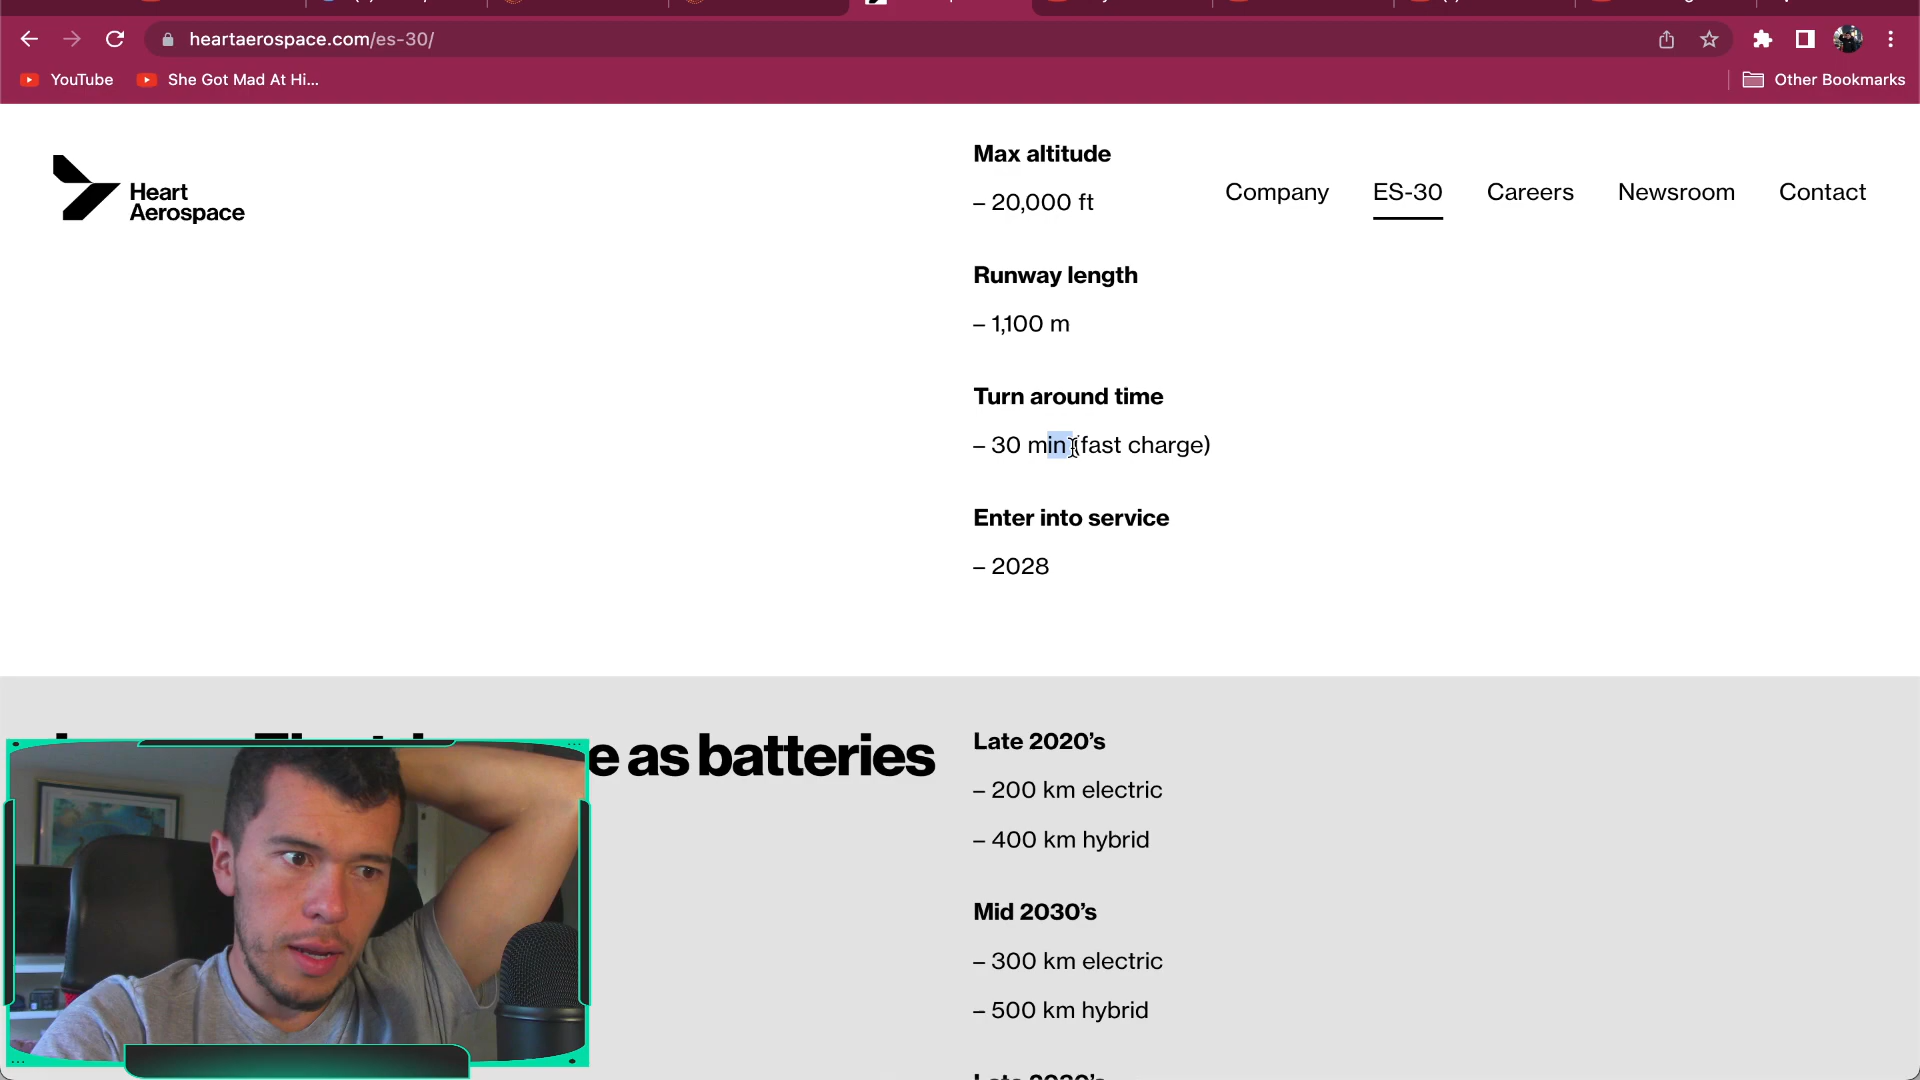 heartaerospace.com/es-30/
YouTube
She Got Mad At Hi...
Other Bookmarks
Heart
Aerospace
Company
ES-30
Careers
Newsroom
Contact
Max altitude
– 20,000 ft
Runway length
– 1,100 m
Turn around time
– 30 min (fast charge)
Enter into service
– 2028
as batteries
Late 2020’s
– 200 km electric
– 400 km hybrid
Mid 2030’s
– 300 km electric
– 500 km hybrid